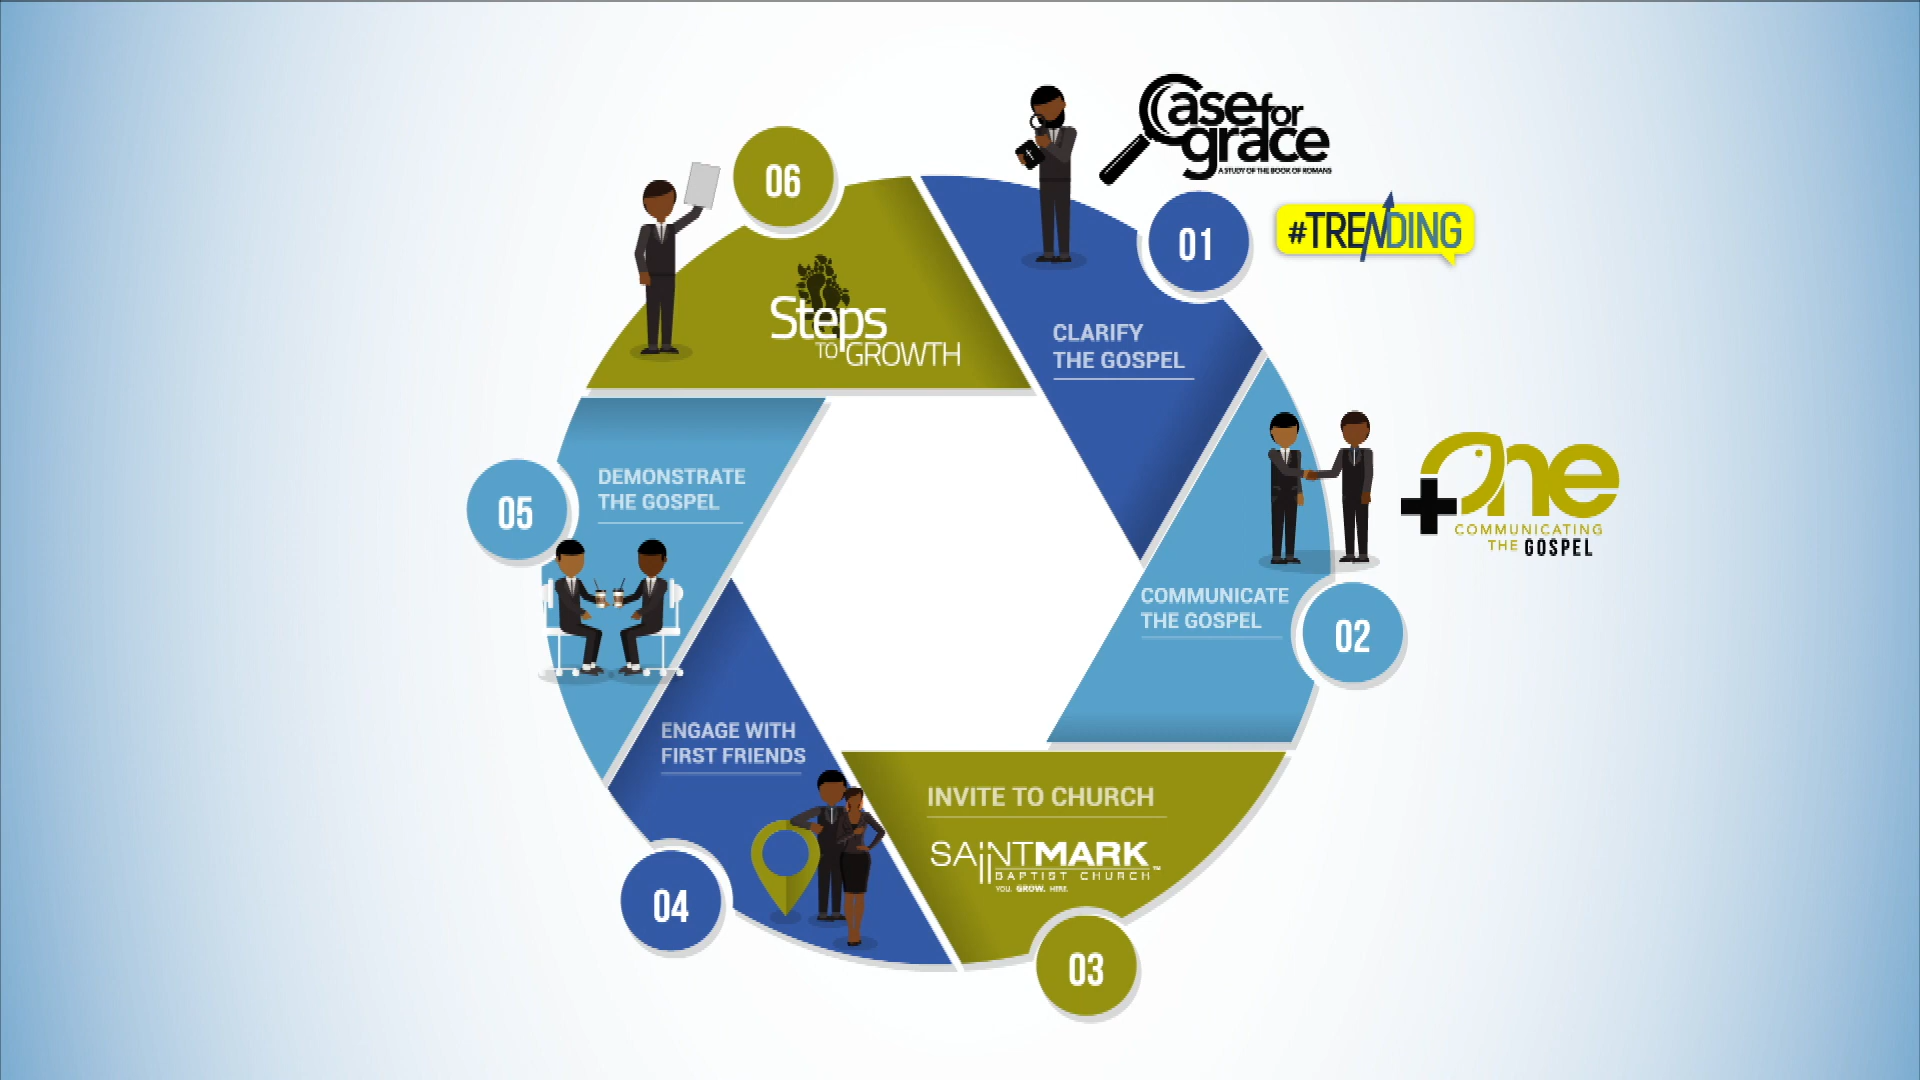 Case for
grace
A STUDY OF THE BOOK OF ROMANS
01
#TRENDING
CLARIFY
THE GOSPEL
+One
COMMUNICATING
THE GOSPEL
COMMUNICATE
THE GOSPEL
02
INVITE TO CHURCH
SAINTMARK™
BAPTIST CHURCH
YOU. GROW. HERE.
03
ENGAGE WITH
FIRST FRIENDS
04
DEMONSTRATE
THE GOSPEL
05
06
Steps
TO GROWTH